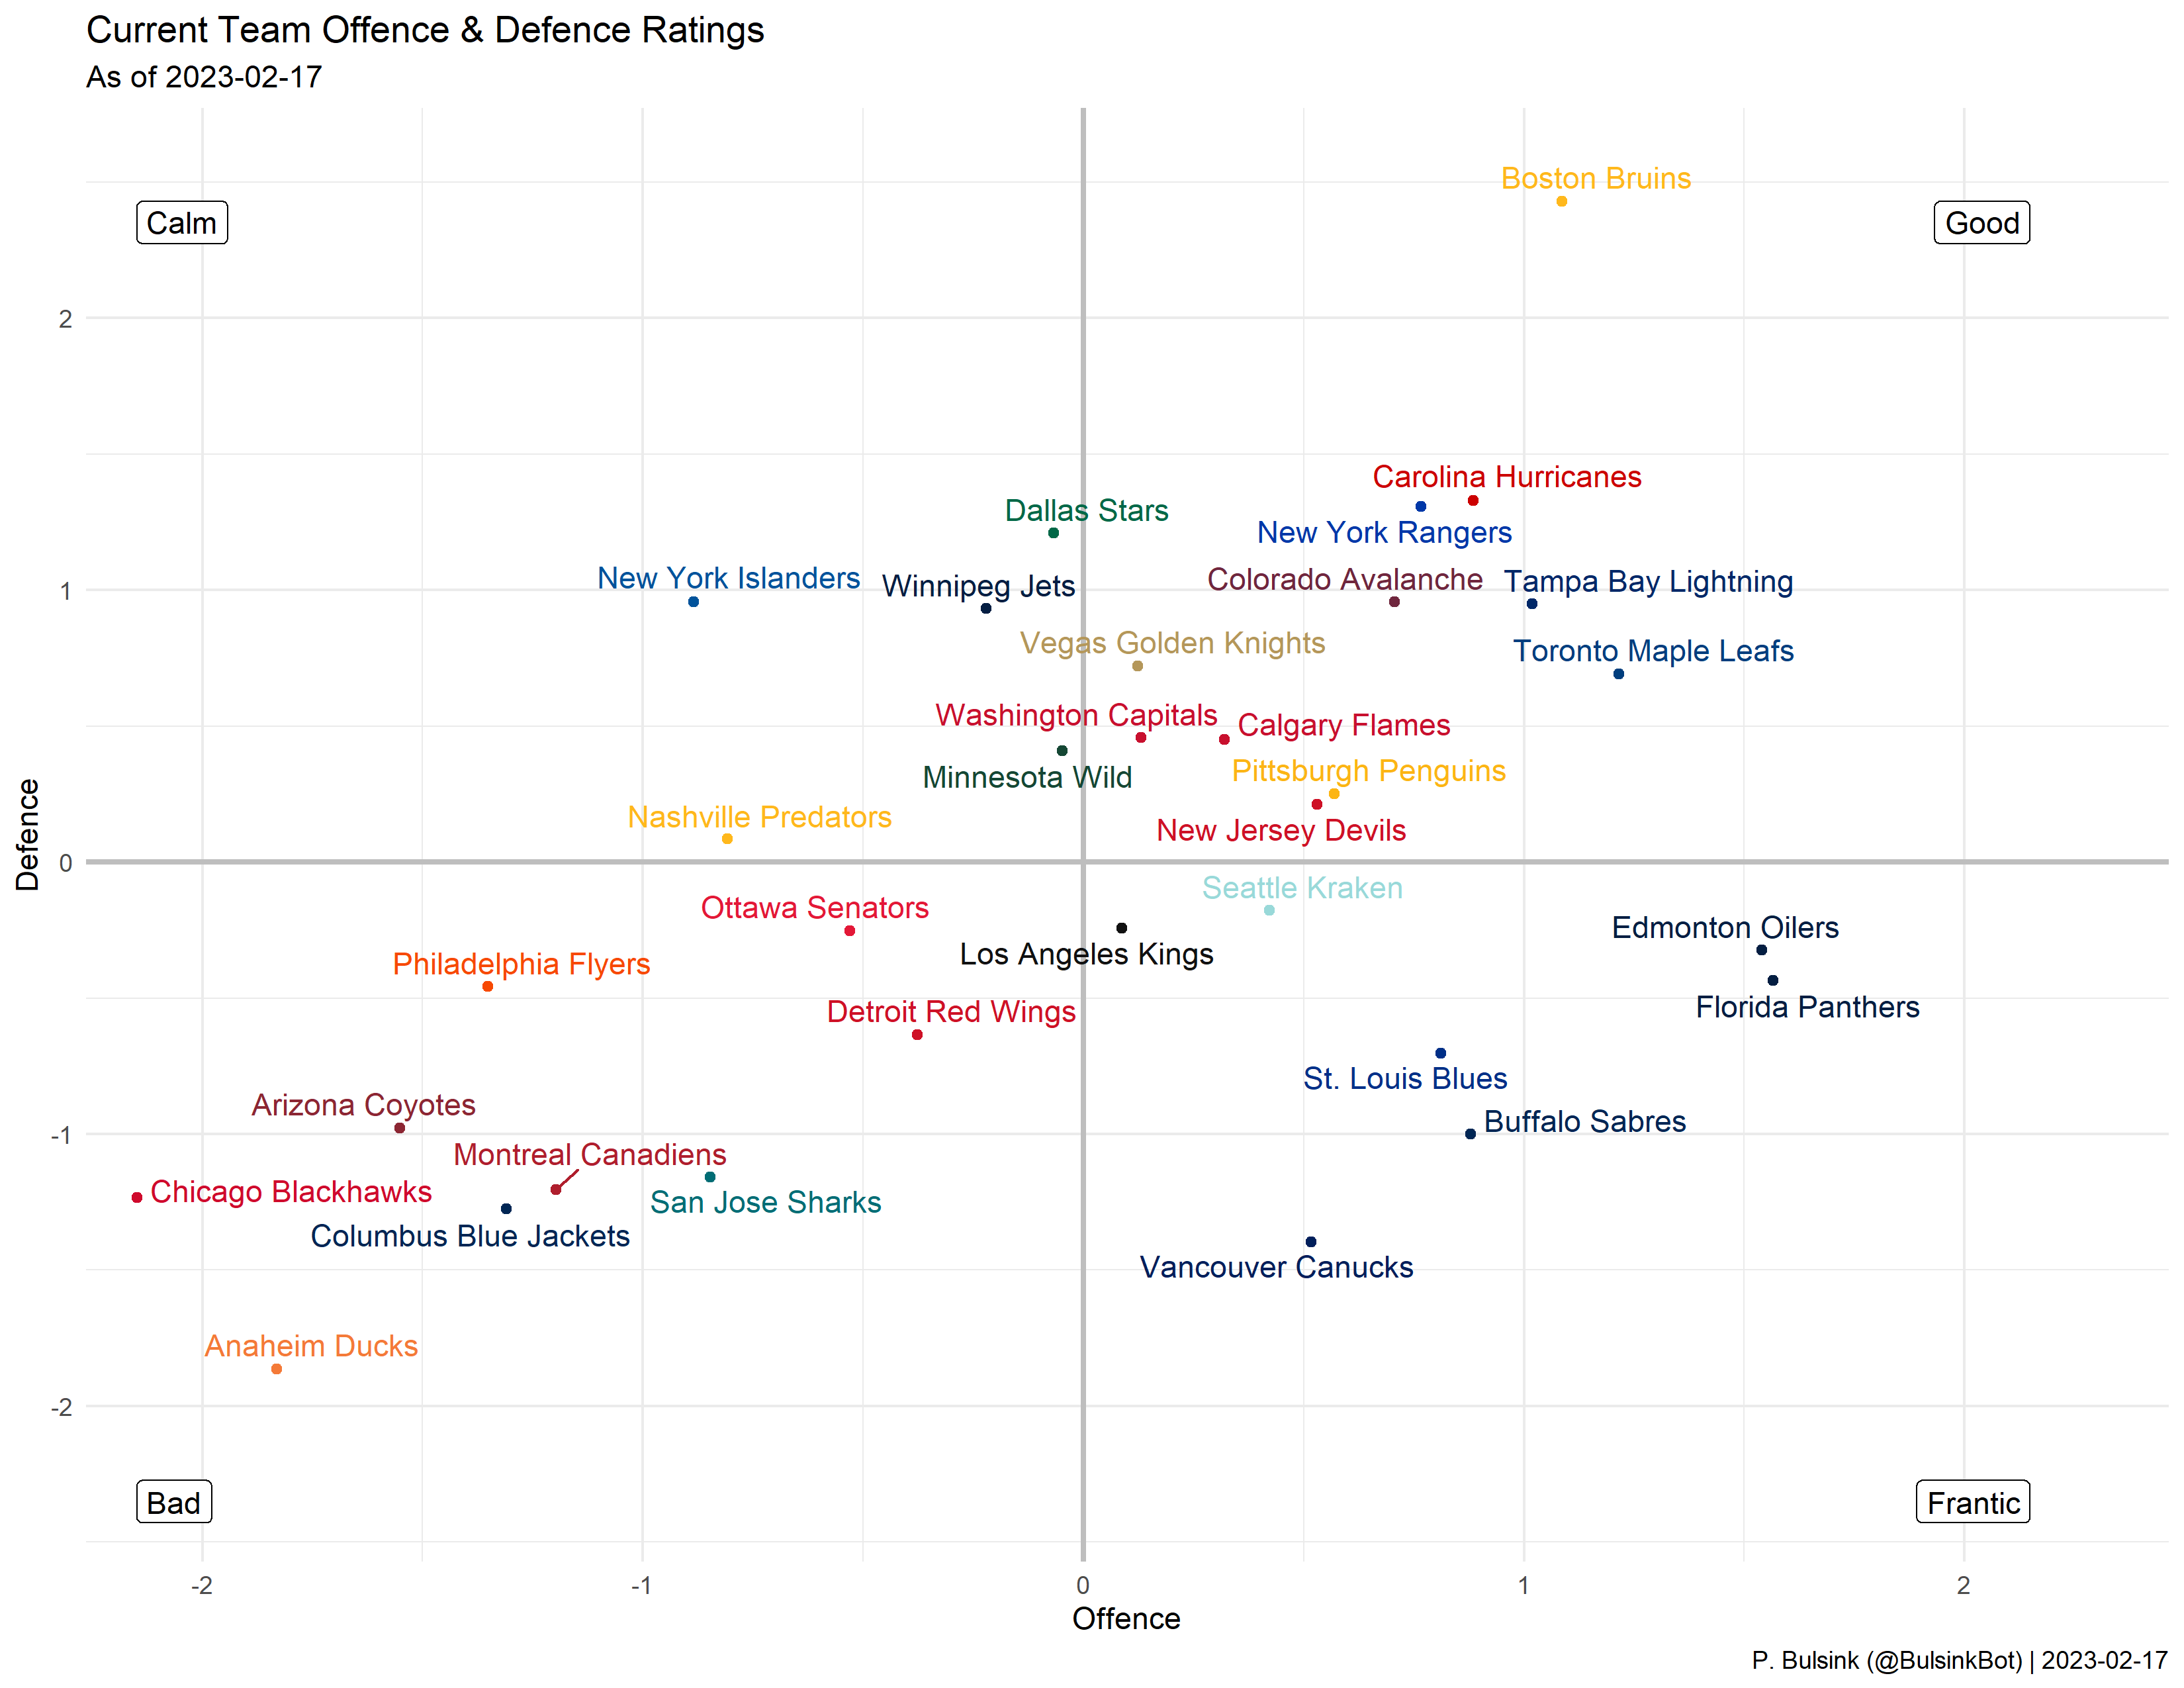 Current Team Offence & Defence Ratings
As of 2023-02-17
Boston Bruins
Calm
Good
2
Carolina Hurricanes
Dallas Stars
New York Rangers
New York Islanders
Winnipeg Jets
Colorado Avalanche
Tampa Bay Lightning
1
Vegas Golden Knights
Toronto Maple Leafs
Washington Capitals
Calgary Flames
Minnesota Wild
Pittsburgh Penguins
Nashville Predators
New Jersey Devils
Defence
0
Seattle Kraken
Ottawa Senators
Edmonton Oilers
Los Angeles Kings
Philadelphia Flyers
Florida Panthers
Detroit Red Wings
St. Louis Blues
Arizona Coyotes
Buffalo Sabres
-1
Montreal Canadiens
Chicago Blackhawks
San Jose Sharks
Columbus Blue Jackets
Vancouver Canucks
Anaheim Ducks
-2
Bad
Frantic
-2
-1
0
1
2
Offence
P. Bulsink (@BulsinkBot) | 2023-02-17